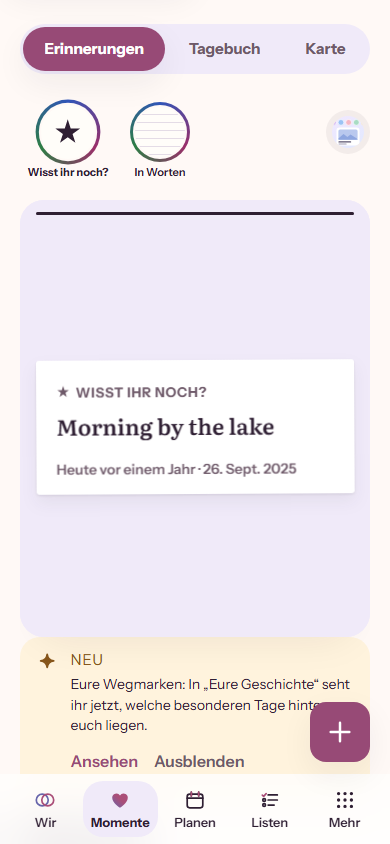 Erinnerungen Tagebuch Karte
Wisst ihr noch? In Worten
WISST IHR NOCH?
Morning by the lake
Heute vor einem Jahr · 26. Sept. 2025
NEU
Eure Wegmarken: In „Eure Geschichte“ seht
ihr jetzt, welche besonderen Tage
euch liegen.
Ansehen Ausblenden
Wir Momente Planen Listen Mehr